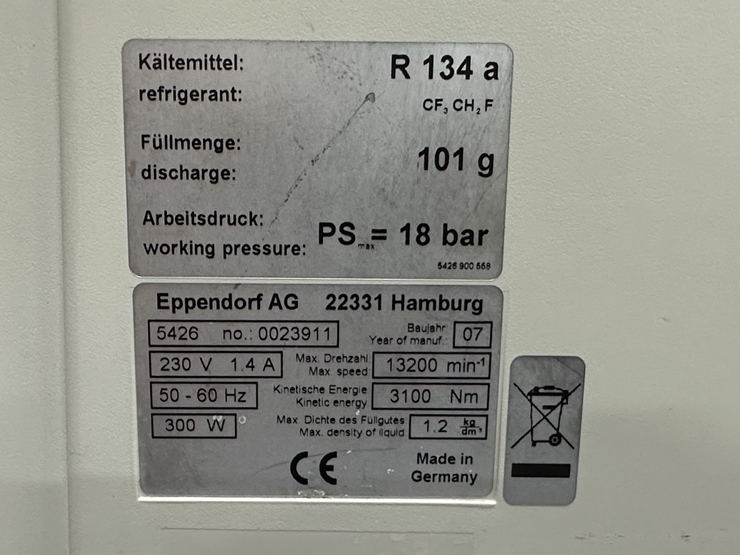 Kältemittel:
refrigerant:
R 134 a
CF₃ CH₂ F
Füllmenge:
discharge:
101 g
Arbeitsdruck:
working pressure:
PSmax = 18 bar
5426 900 558
Eppendorf AG 22331 Hamburg
5426 no.: 0023911
Baujahr
Year of manuf.:
07
230 V 1.4 A
Max. Drehzahl
Max. speed
13200 min⁻¹
50 - 60 Hz
Kinetische Energie
Kinetic energy
3100 Nm
300 W
Max. Dichte des Füllgutes
Max. density of liquid
1.2 kg/dm³
CE
Made in
Germany